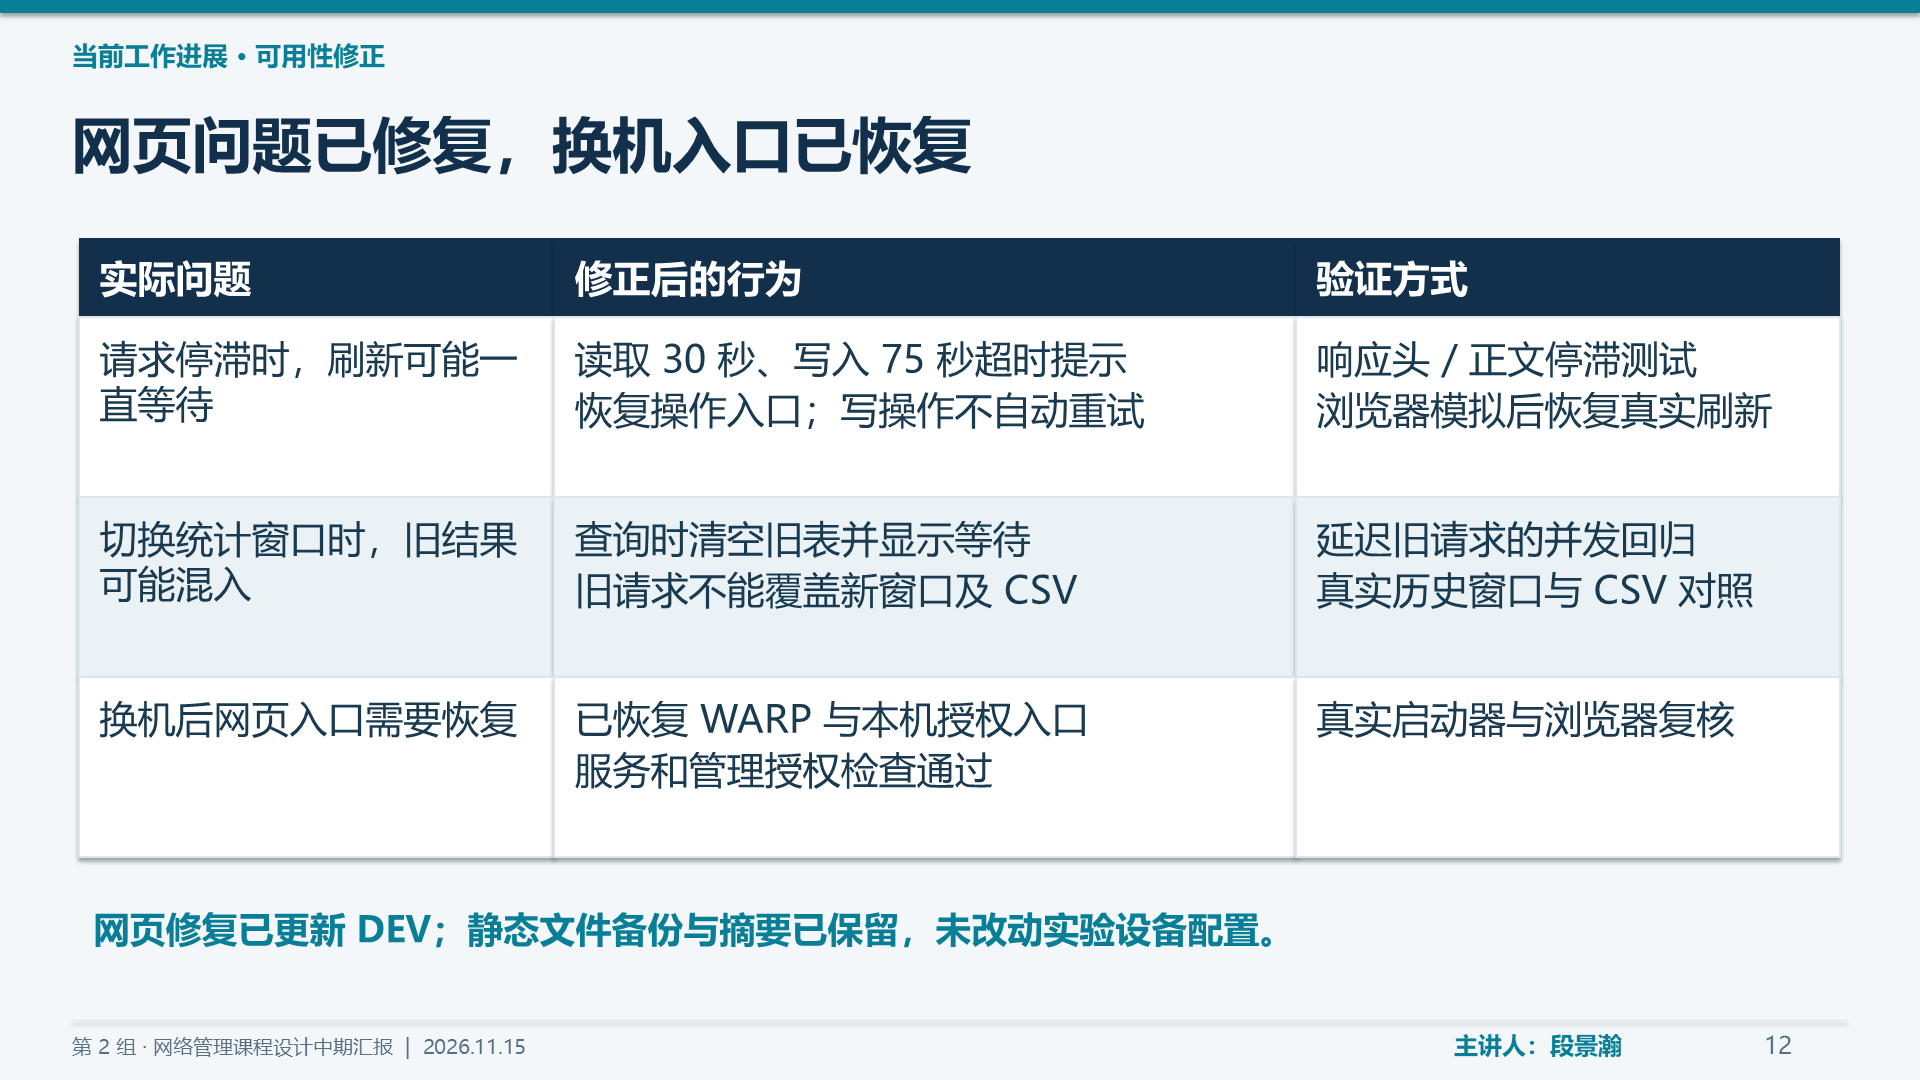 当前工作进展 • 可用性修正
网页问题已修复，换机入口已恢复
实际问题
修正后的行为
验证方式
请求停滞时，刷新可能一
直等待
读取 30 秒、写入 75 秒超时提示
恢复操作入口；写操作不自动重试
响应头 / 正文停滞测试
浏览器模拟后恢复真实刷新
切换统计窗口时，旧结果
可能混入
查询时清空旧表并显示等待
旧请求不能覆盖新窗口及 CSV
延迟旧请求的并发回归
真实历史窗口与 CSV 对照
换机后网页入口需要恢复
已恢复 WARP 与本机授权入口
服务和管理授权检查通过
真实启动器与浏览器复核
网页修复已更新 DEV；静态文件备份与摘要已保留，未改动实验设备配置。
第 2 组 · 网络管理课程设计中期汇报 | 2026.11.15
主讲人：段景瀚
12